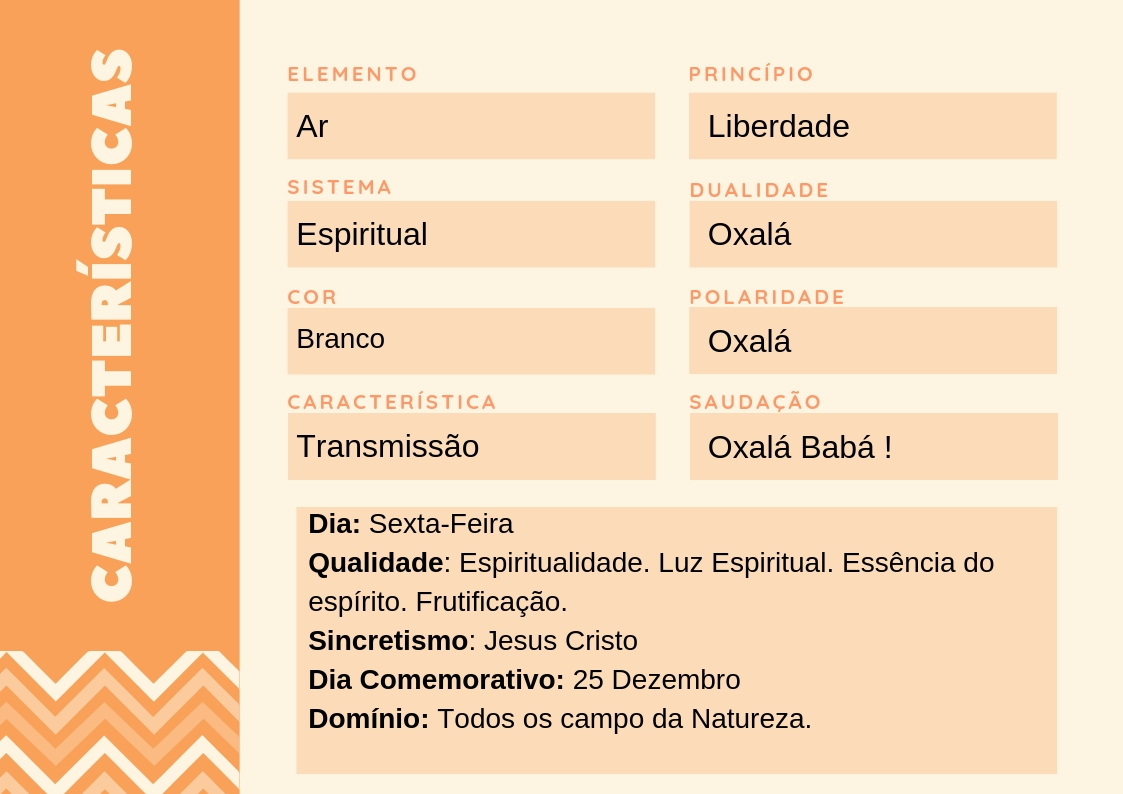 CARACTERÍSTICAS
ELEMENTO
Ar
PRINCÍPIO
Liberdade
SISTEMA
Espiritual
DUALIDADE
Oxalá
COR
Branco
POLARIDADE
Oxalá
CARACTERÍSTICA
Transmissão
SAUDAÇÃO
Oxalá Babá !
Dia: Sexta-Feira
Qualidade: Espiritualidade. Luz Espiritual. Essência do
espírito. Frutificação.
Sincretismo: Jesus Cristo
Dia Comemorativo: 25 Dezembro
Domínio: Todos os campo da Natureza.